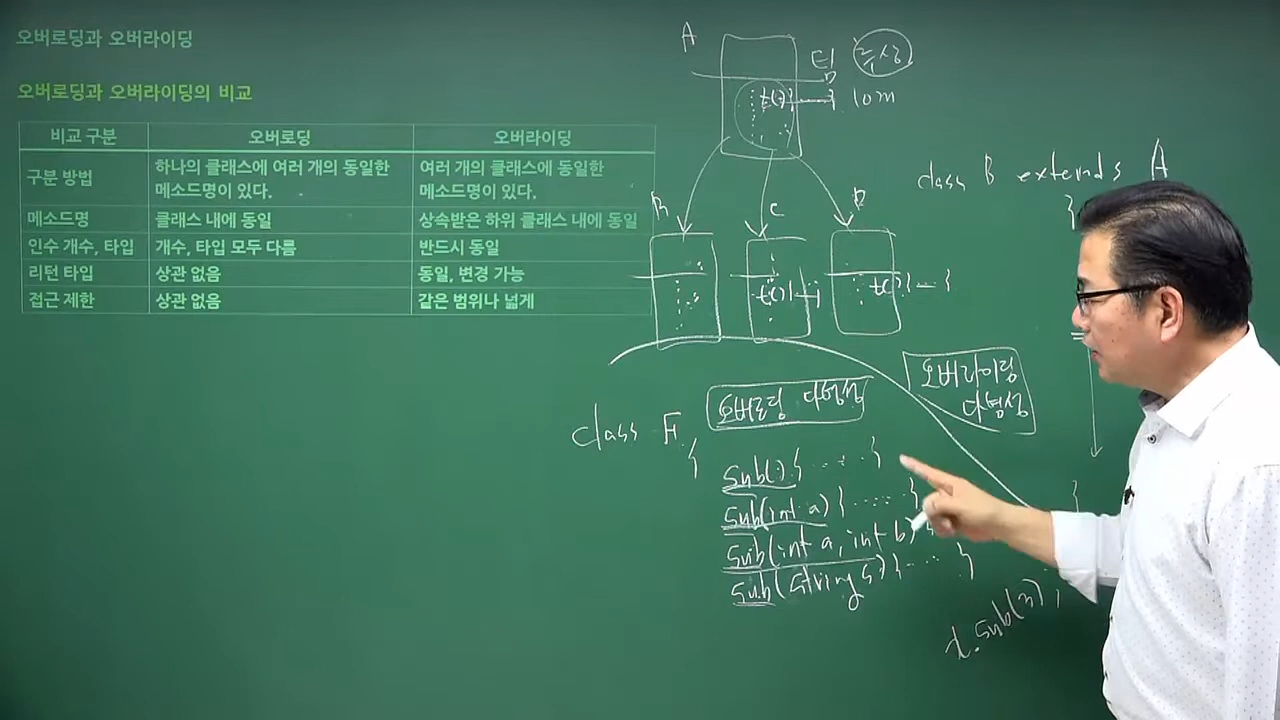 오버로딩과 오버라이딩
오버로딩과 오버라이딩의 비교
비교 구분 오버로딩 오버라이딩
구분 방법 하나의 클래스에 여러 개의 동일한 메소드명이 있다. 여러 개의 클래스에 동일한 메소드명이 있다.
메소드명 클래스 내에 동일 상속받은 하위 클래스 내에 동일
인수 개수, 타입 개수, 타입 모두 다름 반드시 동일
리턴 타입 상관 없음 동일, 변경 가능
접근 제한 상관 없음 같은 범위나 넓게
A
추상
t( ){ } 10m
class B extends A
{
B
C
D
t( ){ }
t( ){ }
오버로딩 다형성
오버라이딩
다형성
class F
{
sub( ){ ..... }
sub(int a){ ..... }
sub(int a, int b){
sub(String s){ ..... }
}
t.sub(3);